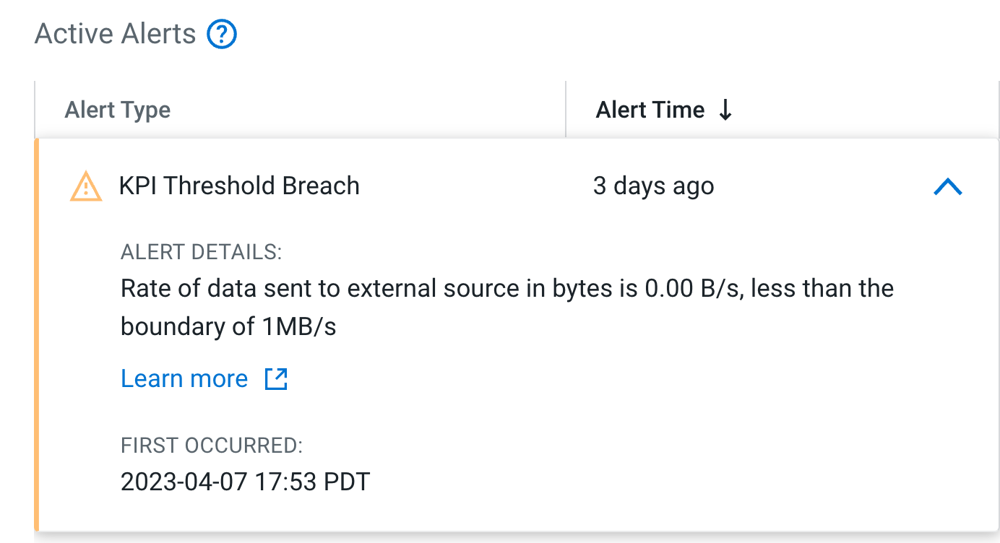 Active Alerts ?
Alert Type
Alert Time ↓
KPI Threshold Breach
3 days ago
ALERT DETAILS:
Rate of data sent to external source in bytes is 0.00 B/s, less than the
boundary of 1MB/s
Learn more
FIRST OCCURRED:
2023-04-07 17:53 PDT